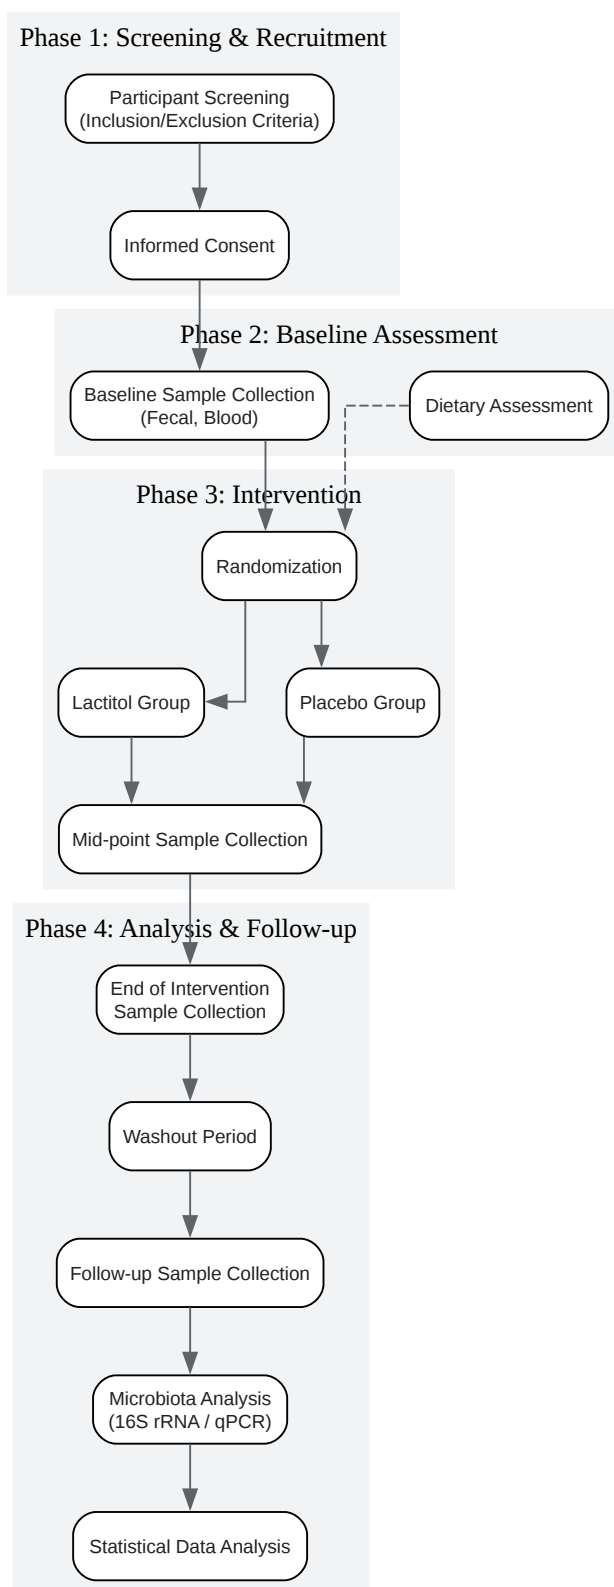 Phase 1: Screening & Recruitment
Participant Screening
(Inclusion/Exclusion Criteria)
Informed Consent
Phase 2: Baseline Assessment
Baseline Sample Collection
(Fecal, Blood)
Dietary Assessment
Phase 3: Intervention
Randomization
Lactitol Group
Placebo Group
Mid-point Sample Collection
Phase 4: Analysis & Follow-up
End of Intervention
Sample Collection
Washout Period
Follow-up Sample Collection
Microbiota Analysis
(16S rRNA / qPCR)
Statistical Data Analysis